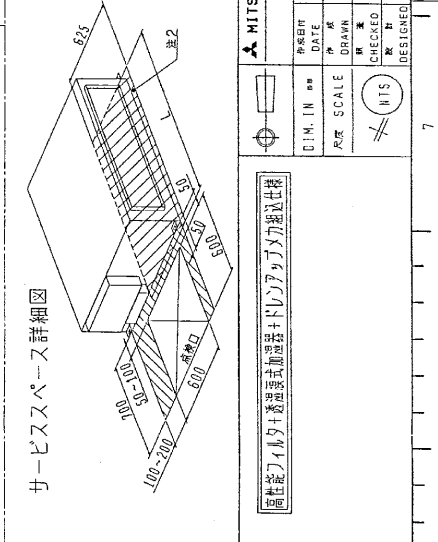 サービススペース詳細図
625
注2
L
50
50
600
点検口
600
700
50~100
100~200
高性能フィルタ+透湿膜式加湿器+ドレンアップメカ組込仕様
MITS
DIM. IN mm
尺度 SCALE
NTS
作成日付
DATE
作成
DRAWN
照査
CHECKED
設計
DESIGNED
7